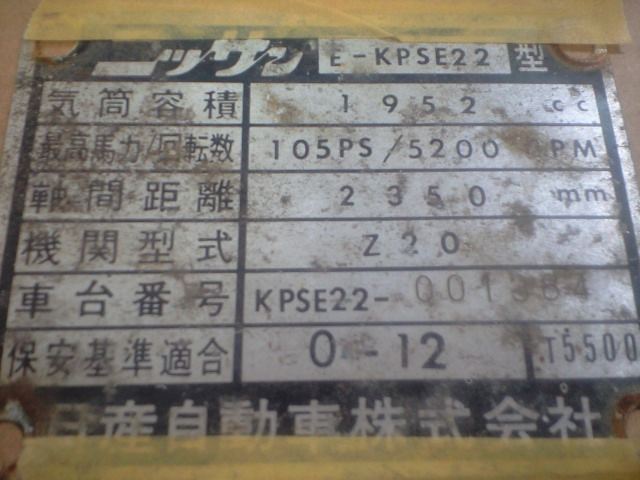 ニッサン E-KPSE22 型
気筒容積 1952 cc
最高馬力/回転数 105PS/5200 PM
軸間距離 2350 mm
機関型式 Z20
車台番号 KPSE22-001364
保安基準適合 0-12 T5500
日産自動車株式会社